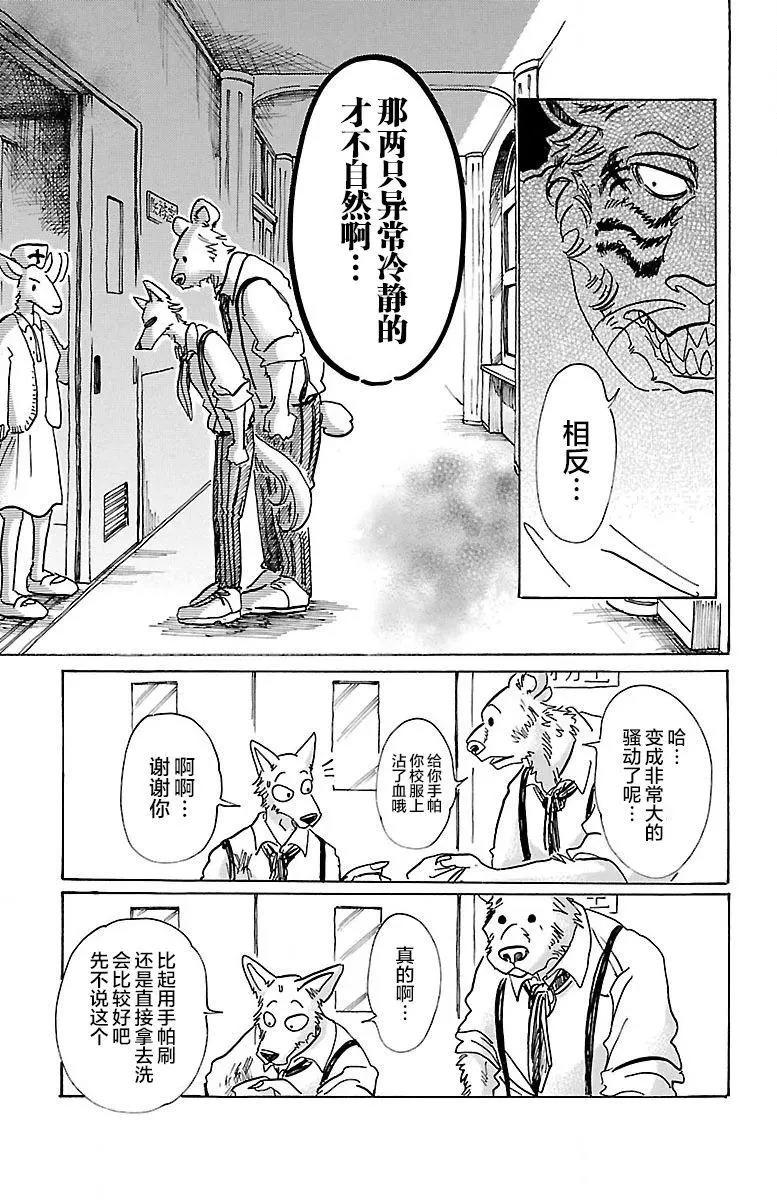 相反…
那两只异常冷静的
才不自然啊…
哈…
变成非常大的
骚动了呢…
给你手帕
你校服上
沾了血哦
啊啊…
谢谢你
真的啊…
比起用手帕刷
还是直接拿去洗
会比较好吧
先不说这个